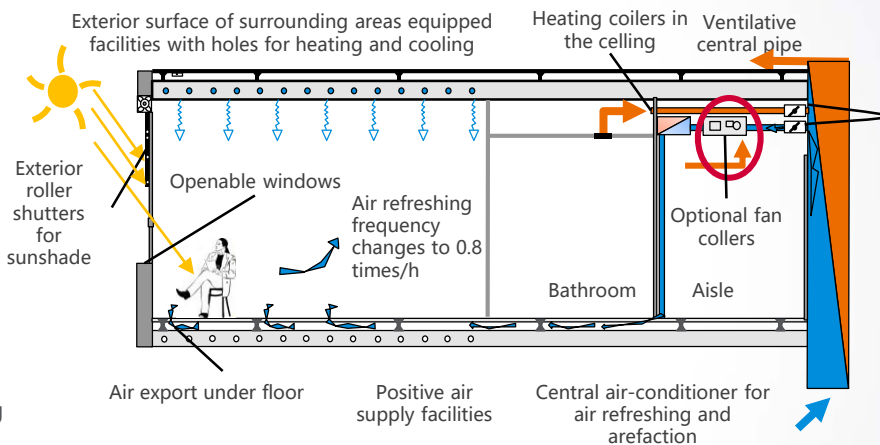 Exterior surface of surrounding areas equipped
facilities with holes for heating and cooling
Heating coilers in
the celling
Ventilative
central pipe
Exterior
roller
shutters
for
sunshade
Openable windows
Air refreshing
frequency
changes to 0.8
times/h
Optional fan
collers
Bathroom
Aisle
Air export under floor
Positive air
supply facilities
Central air-conditioner for
air refreshing and
arefaction
g